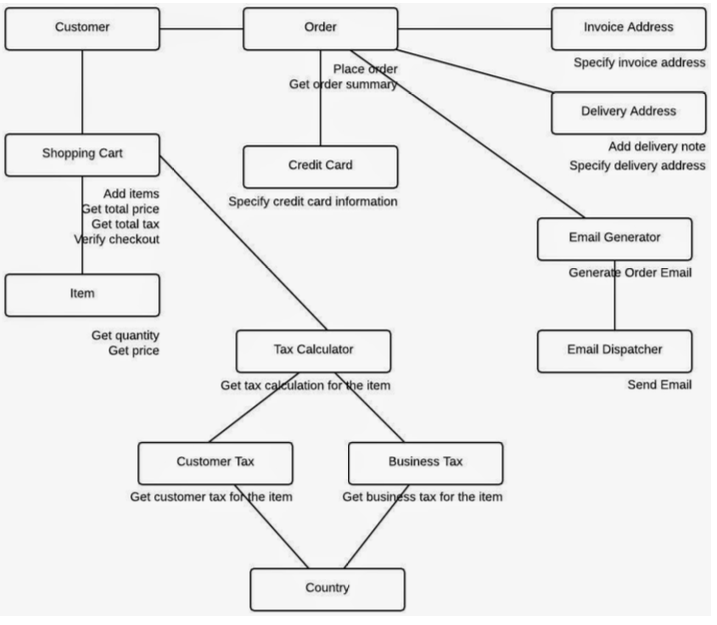 Customer
Order
Invoice Address
Specify invoice address
Place order
Get order summary
Delivery Address
Add delivery note
Specify delivery address
Shopping Cart
Add items
Get total price
Get total tax
Verify checkout
Credit Card
Specify credit card information
Email Generator
Generate Order Email
Item
Get quantity
Get price
Tax Calculator
Get tax calculation for the item
Email Dispatcher
Send Email
Customer Tax
Get customer tax for the item
Business Tax
Get business tax for the item
Country